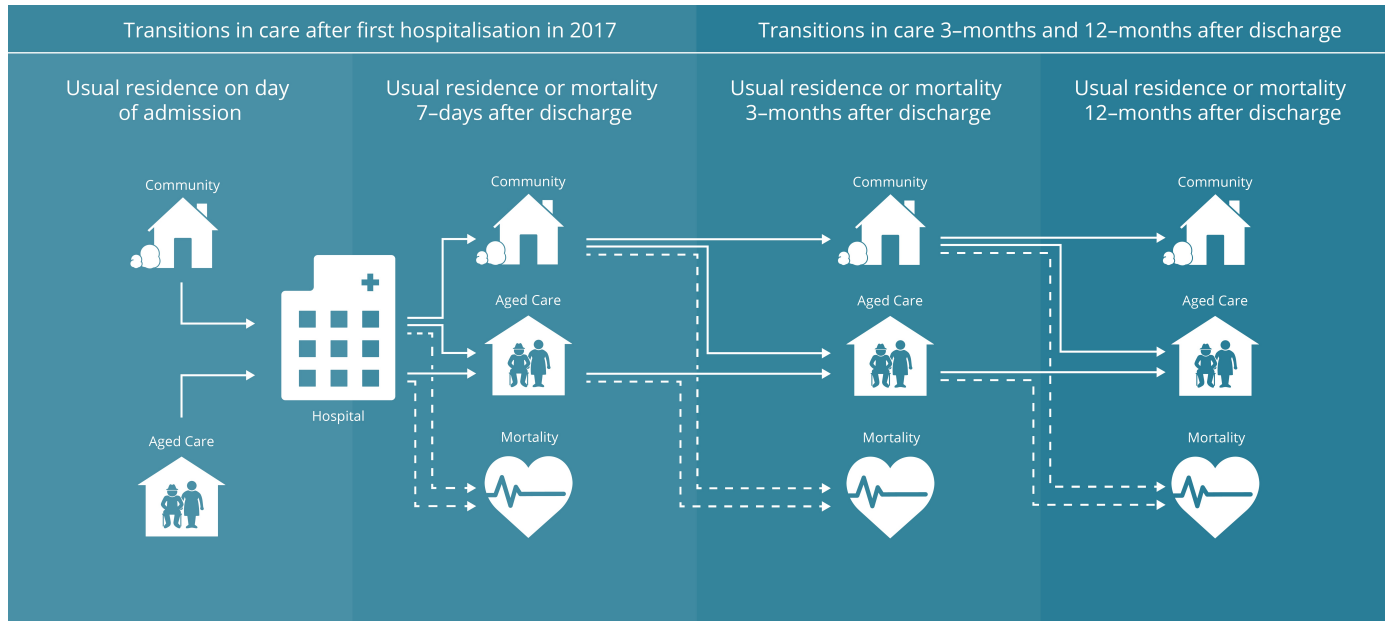 Transitions in care after first hospitalisation in 2017
Transitions in care 3–months and 12–months after discharge
Usual residence on day
of admission
Usual residence or mortality
7–days after discharge
Usual residence or mortality
3–months after discharge
Usual residence or mortality
12–months after discharge
Community
Community
Community
Community
Aged Care
Aged Care
Aged Care
Hospital
Aged Care
Mortality
Mortality
Mortality